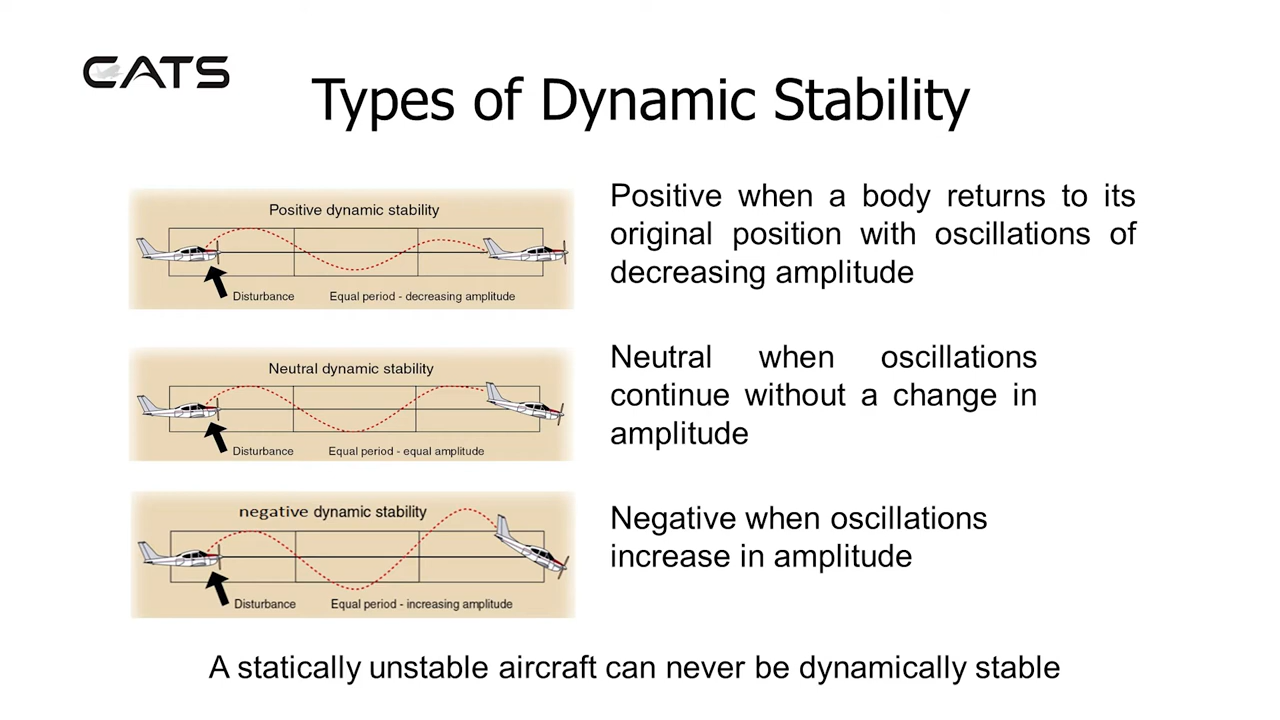 CATS
Types of Dynamic Stability
Positive dynamic stability
Disturbance
Equal period - decreasing amplitude
Positive when a body returns to its
original position with oscillations of
decreasing amplitude
Neutral dynamic stability
Disturbance
Equal period - equal amplitude
Neutral when oscillations
continue without a change in
amplitude
negative dynamic stability
Disturbance
Equal period - increasing amplitude
Negative when oscillations
increase in amplitude
A statically unstable aircraft can never be dynamically stable